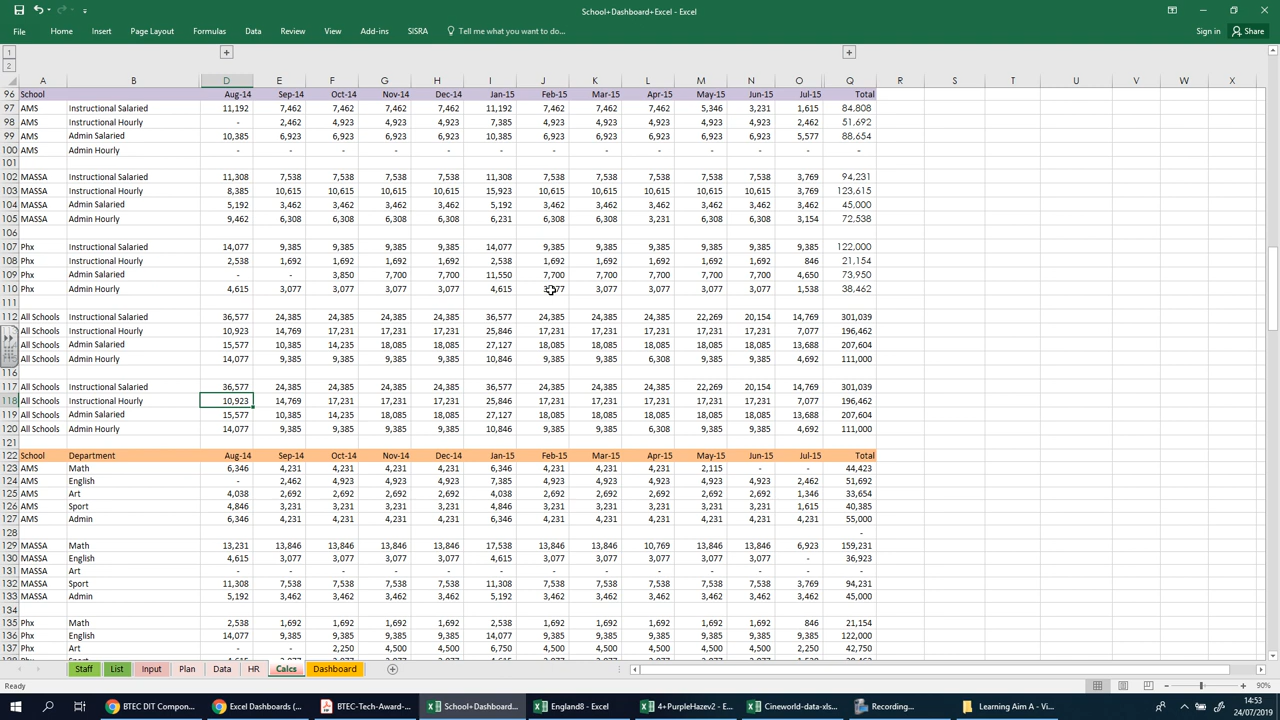 School+Dashboard+Excel - Excel
File Home Insert Page Layout Formulas Data Review View Add-ins SISRA Tell me what you want to do... Sign in Share
1
2
A B D E F G H I J K L M N O Q R S T U V W X
96 School Aug-14 Sep-14 Oct-14 Nov-14 Dec-14 Jan-15 Feb-15 Mar-15 Apr-15 May-15 Jun-15 Jul-15 Total
97 AMS Instructional Salaried 11,192 7,462 7,462 7,462 7,462 11,192 7,462 7,462 7,462 5,346 3,231 1,615 84,808
98 AMS Instructional Hourly - 2,462 4,923 4,923 4,923 7,385 4,923 4,923 4,923 4,923 4,923 2,462 51,692
99 AMS Admin Salaried 10,385 6,923 6,923 6,923 6,923 10,385 6,923 6,923 6,923 6,923 6,923 5,577 88,654
100 AMS Admin Hourly - - - - - - - - - - - - -
101
102 MASSA Instructional Salaried 11,308 7,538 7,538 7,538 7,538 11,308 7,538 7,538 7,538 7,538 7,538 3,769 94,231
103 MASSA Instructional Hourly 8,385 10,615 10,615 10,615 10,615 15,923 10,615 10,615 10,615 10,615 10,615 3,769 123,615
104 MASSA Admin Salaried 5,192 3,462 3,462 3,462 3,462 5,192 3,462 3,462 3,462 3,462 3,462 3,462 45,000
105 MASSA Admin Hourly 9,462 6,308 6,308 6,308 6,308 6,231 6,308 6,308 3,231 6,308 6,308 3,154 72,538
106
107 Phx Instructional Salaried 14,077 9,385 9,385 9,385 9,385 14,077 9,385 9,385 9,385 9,385 9,385 9,385 122,000
108 Phx Instructional Hourly 2,538 1,692 1,692 1,692 1,692 2,538 1,692 1,692 1,692 1,692 1,692 846 21,154
109 Phx Admin Salaried - - 3,850 7,700 7,700 11,550 7,700 7,700 7,700 7,700 7,700 4,650 73,950
110 Phx Admin Hourly 4,615 3,077 3,077 3,077 3,077 4,615 3,077 3,077 3,077 3,077 3,077 1,538 38,462
111
112 All Schools Instructional Salaried 36,577 24,385 24,385 24,385 24,385 36,577 24,385 24,385 24,385 22,269 20,154 14,769 301,039
113 All Schools Instructional Hourly 10,923 14,769 17,231 17,231 17,231 25,846 17,231 17,231 17,231 17,231 17,231 7,077 196,462
114 All Schools Admin Salaried 15,577 10,385 14,235 18,085 18,085 27,127 18,085 18,085 18,085 18,085 18,085 13,688 207,604
115 All Schools Admin Hourly 14,077 9,385 9,385 9,385 9,385 10,846 9,385 9,385 6,308 9,385 9,385 4,692 111,000
116
117 All Schools Instructional Salaried 36,577 24,385 24,385 24,385 24,385 36,577 24,385 24,385 24,385 22,269 20,154 14,769 301,039
118 All Schools Instructional Hourly 10,923 14,769 17,231 17,231 17,231 25,846 17,231 17,231 17,231 17,231 17,231 7,077 196,462
119 All Schools Admin Salaried 15,577 10,385 14,235 18,085 18,085 27,127 18,085 18,085 18,085 18,085 18,085 13,688 207,604
120 All Schools Admin Hourly 14,077 9,385 9,385 9,385 9,385 10,846 9,385 9,385 6,308 9,385 9,385 4,692 111,000
121
122 School Department Aug-14 Sep-14 Oct-14 Nov-14 Dec-14 Jan-15 Feb-15 Mar-15 Apr-15 May-15 Jun-15 Jul-15 Total
123 AMS Math 6,346 4,231 4,231 4,231 4,231 6,346 4,231 4,231 4,231 2,115 - - 44,423
124 AMS English - 2,462 4,923 4,923 4,923 7,385 4,923 4,923 4,923 4,923 4,923 2,462 51,692
125 AMS Art 4,038 2,692 2,692 2,692 2,692 4,038 2,692 2,692 2,692 2,692 2,692 1,346 33,654
126 AMS Sport 4,846 3,231 3,231 3,231 3,231 4,846 3,231 3,231 3,231 3,231 3,231 1,615 40,385
127 AMS Admin 6,346 4,231 4,231 4,231 4,231 6,346 4,231 4,231 4,231 4,231 4,231 4,231 55,000
128 -
129 MASSA Math 13,231 13,846 13,846 13,846 13,846 17,538 13,846 13,846 10,769 13,846 13,846 6,923 159,231
130 MASSA English 4,615 3,077 3,077 3,077 3,077 4,615 3,077 3,077 3,077 3,077 3,077 - 36,923
131 MASSA Art - - - - - - - - - - - - -
132 MASSA Sport 11,308 7,538 7,538 7,538 7,538 11,308 7,538 7,538 7,538 7,538 7,538 3,769 94,231
133 MASSA Admin 5,192 3,462 3,462 3,462 3,462 5,192 3,462 3,462 3,462 3,462 3,462 3,462 45,000
134
135 Phx Math 2,538 1,692 1,692 1,692 1,692 2,538 1,692 1,692 1,692 1,692 1,692 846 21,154
136 Phx English 14,077 9,385 9,385 9,385 9,385 14,077 9,385 9,385 9,385 9,385 9,385 9,385 122,000
137 Phx Art - - 2,250 4,500 4,500 6,750 4,500 4,500 4,500 4,500 4,500 2,250 42,750
Staff List Input Plan Data HR Calcs Dashboard
Ready 90%
BTEC DIT Compon... Excel Dashboards (... BTEC-Tech-Award-... School+Dashboard... England8 - Excel 4+PurpleHazev2 - E... Cineworld-data-xls... Recording... Learning Aim A - V... 14:53
24/07/2019